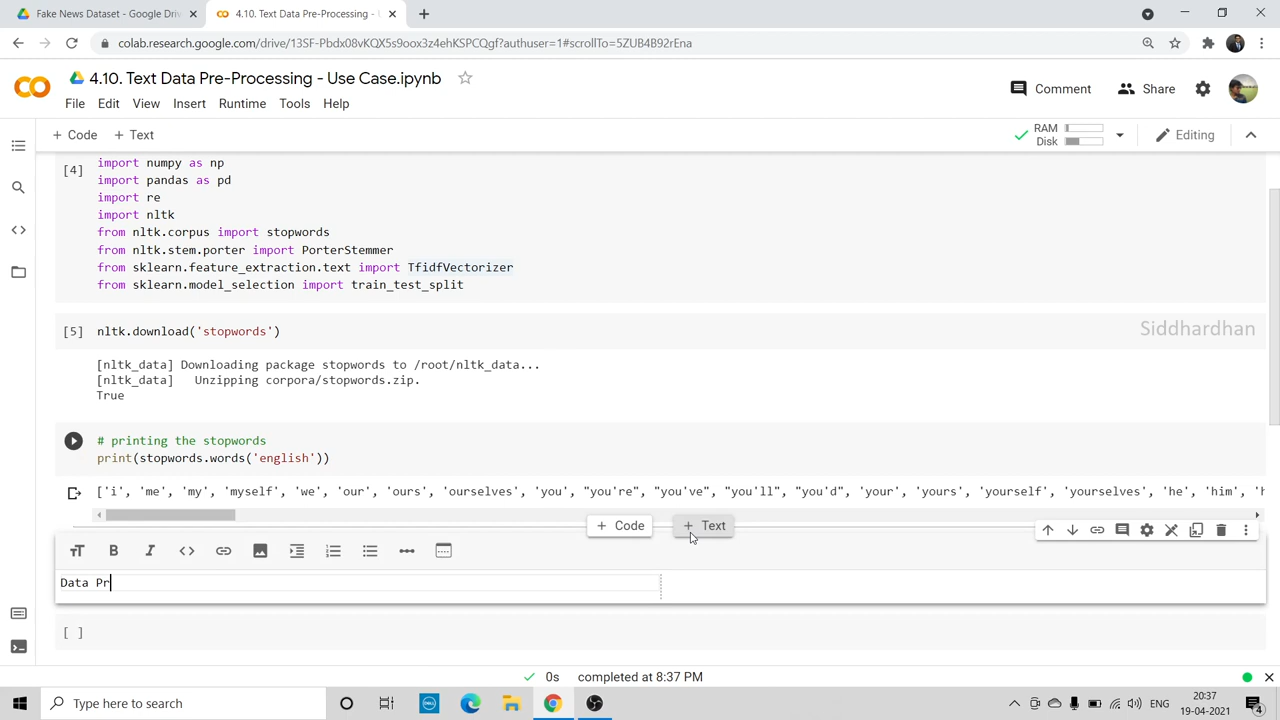 Fake News Dataset - Google Driv
4.10. Text Data Pre-Processing - U
colab.research.google.com/drive/13SF-Pbdx08vKQX5s9oox3z4ehKSPCQgf?authuser=1#scrollTo=5ZUB4B92rEna
4.10. Text Data Pre-Processing - Use Case.ipynb
File Edit View Insert Runtime Tools Help
Comment Share
+ Code + Text
RAM
Disk
Editing
[4] import numpy as np
import pandas as pd
import re
import nltk
from nltk.corpus import stopwords
from nltk.stem.porter import PorterStemmer
from sklearn.feature_extraction.text import TfidfVectorizer
from sklearn.model_selection import train_test_split
[5] nltk.download('stopwords')
Siddhardhan
[nltk_data] Downloading package stopwords to /root/nltk_data...
[nltk_data]   Unzipping corpora/stopwords.zip.
True
# printing the stopwords
print(stopwords.words('english'))
['i', 'me', 'my', 'myself', 'we', 'our', 'ours', 'ourselves', 'you', "you're", "you've", "you'll", "you'd", 'your', 'yours', 'yourself', 'yourselves', 'he', 'him', 'h
+ Code + Text
Data Pr
[ ]
0s completed at 8:37 PM
Type here to search
DELL
ENG
20:37
19-04-2021
4